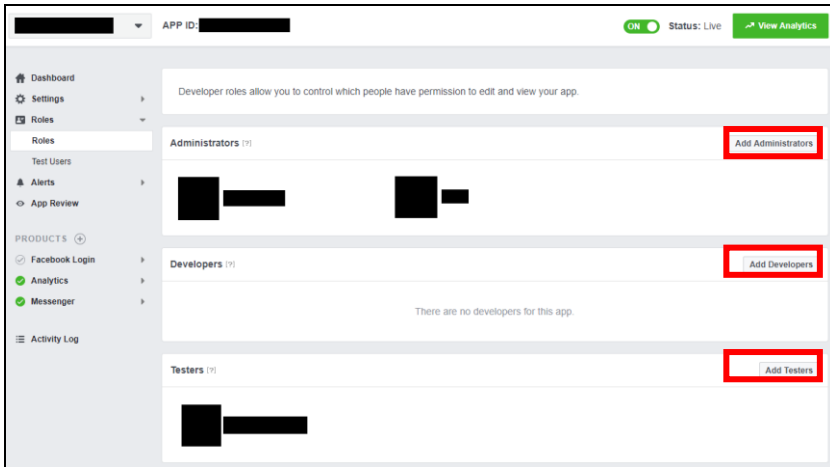 APP ID:
ON Status: Live View Analytics
Dashboard
Settings
Roles
Roles
Test Users
Alerts
App Review
PRODUCTS
Facebook Login
Analytics
Messenger
Activity Log
Developer roles allow you to control which people have permission to edit and view your app.
Administrators [?] Add Administrators
Developers [?] Add Developers
There are no developers for this app.
Testers [?] Add Testers